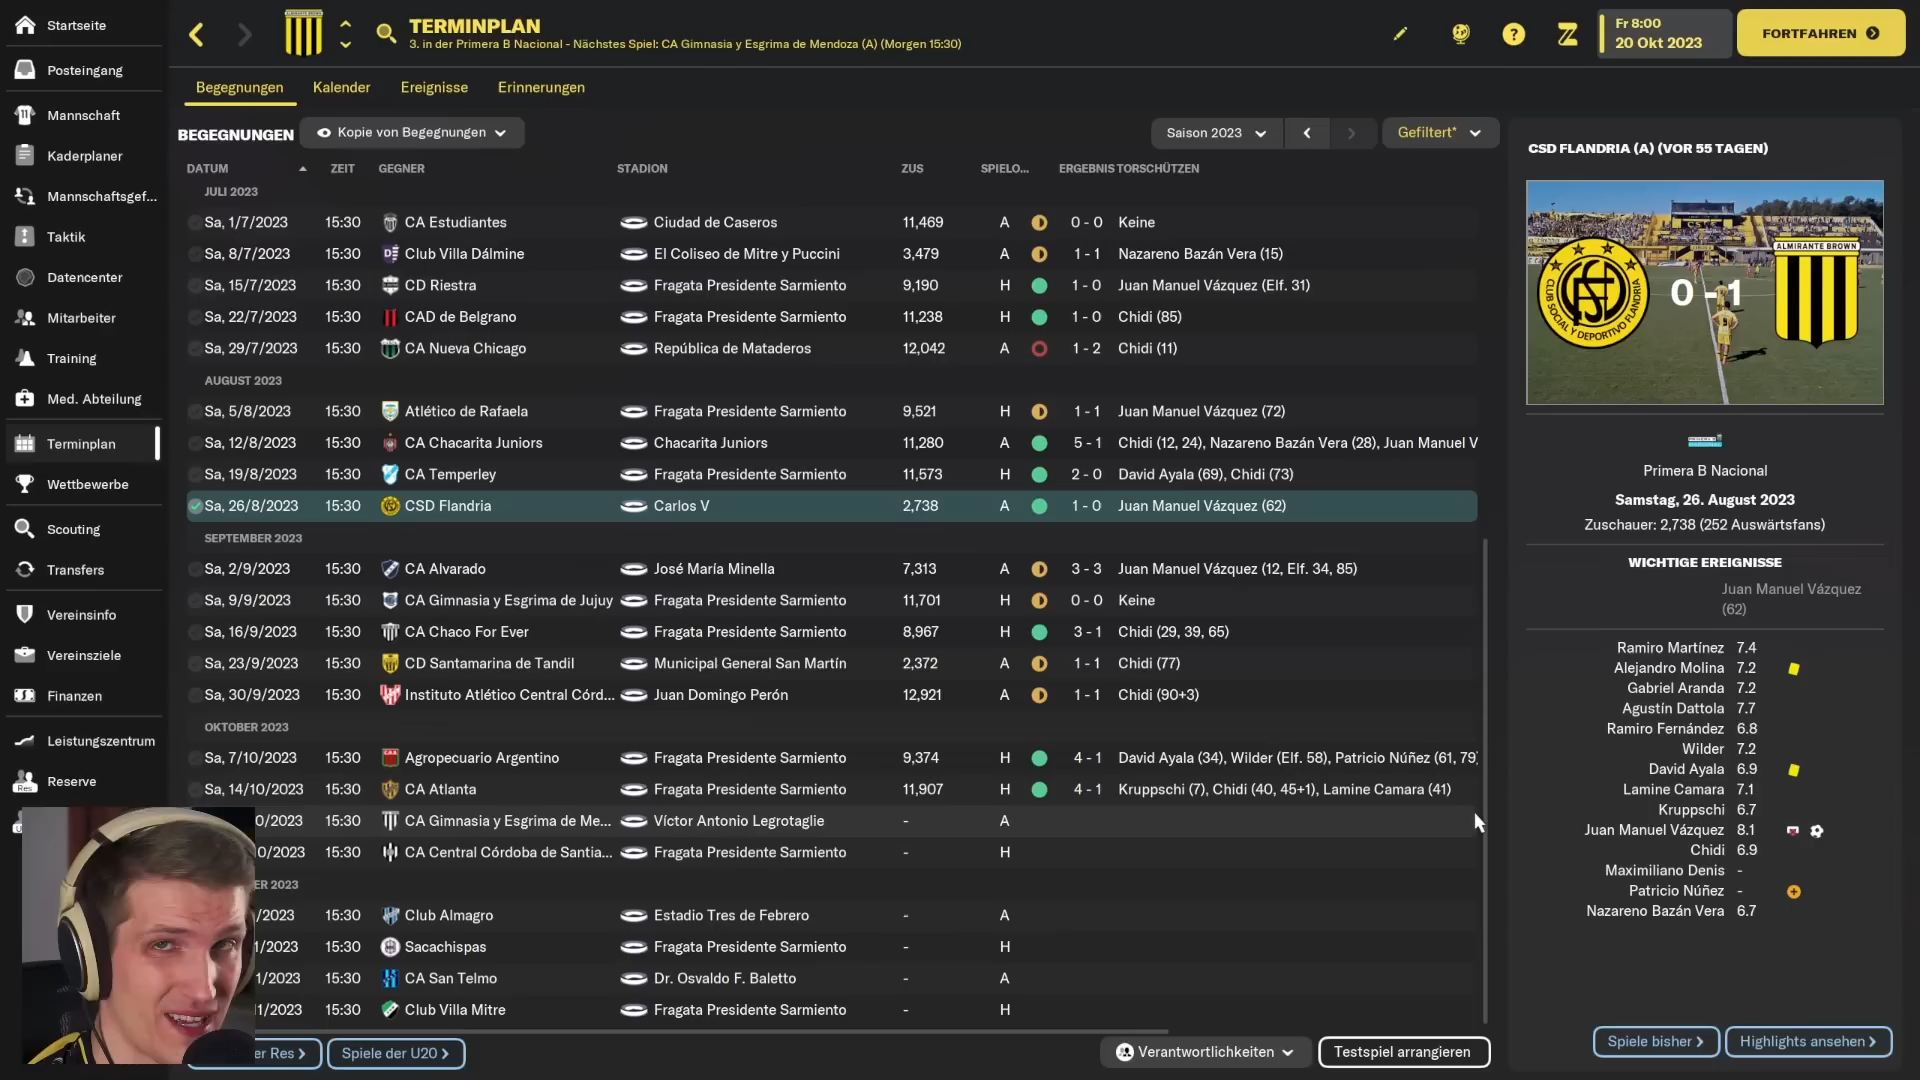 Startseite
Posteingang
Mannschaft
Kaderplaner
Mannschaftsgef...
Taktik
Datencenter
Mitarbeiter
Training
Med. Abteilung
Terminplan
Wettbewerbe
Scouting
Transfers
Vereinsinfo
Vereinsziele
Finanzen
Leistungszentrum
Reserve
Res
TERMINPLAN
3. in der Primera B Nacional - Nächstes Spiel: CA Gimnasia y Esgrima de Mendoza (A) (Morgen 15:30)
Fr 8:00
20 Okt 2023
FORTFAHREN
Begegnungen Kalender Ereignisse Erinnerungen
BEGEGNUNGEN Kopie von Begegnungen Saison 2023 Gefiltert*
DATUM ZEIT GEGNER STADION ZUS SPIELO... ERGEBNIS TORSCHÜTZEN
JULI 2023
Sa, 1/7/2023 15:30 CA Estudiantes Ciudad de Caseros 11,469 A 0 - 0 Keine
Sa, 8/7/2023 15:30 Club Villa Dálmine El Coliseo de Mitre y Puccini 3,479 A 1 - 1 Nazareno Bazán Vera (15)
Sa, 15/7/2023 15:30 CD Riestra Fragata Presidente Sarmiento 9,190 H 1 - 0 Juan Manuel Vázquez (Elf. 31)
Sa, 22/7/2023 15:30 CAD de Belgrano Fragata Presidente Sarmiento 11,238 H 1 - 0 Chidi (85)
Sa, 29/7/2023 15:30 CA Nueva Chicago República de Mataderos 12,042 A 1 - 2 Chidi (11)
AUGUST 2023
Sa, 5/8/2023 15:30 Atlético de Rafaela Fragata Presidente Sarmiento 9,521 H 1 - 1 Juan Manuel Vázquez (72)
Sa, 12/8/2023 15:30 CA Chacarita Juniors Chacarita Juniors 11,280 A 5 - 1 Chidi (12, 24), Nazareno Bazán Vera (28), Juan Manuel V
Sa, 19/8/2023 15:30 CA Temperley Fragata Presidente Sarmiento 11,573 H 2 - 0 David Ayala (69), Chidi (73)
Sa, 26/8/2023 15:30 CSD Flandria Carlos V 2,738 A 1 - 0 Juan Manuel Vázquez (62)
SEPTEMBER 2023
Sa, 2/9/2023 15:30 CA Alvarado José María Minella 7,313 A 3 - 3 Juan Manuel Vázquez (12, Elf. 34, 85)
Sa, 9/9/2023 15:30 CA Gimnasia y Esgrima de Jujuy Fragata Presidente Sarmiento 11,701 H 0 - 0 Keine
Sa, 16/9/2023 15:30 CA Chaco For Ever Fragata Presidente Sarmiento 8,967 H 3 - 1 Chidi (29, 39, 65)
Sa, 23/9/2023 15:30 CD Santamarina de Tandil Municipal General San Martín 2,372 A 1 - 1 Chidi (77)
Sa, 30/9/2023 15:30 Instituto Atlético Central Córd... Juan Domingo Perón 12,921 A 1 - 1 Chidi (90+3)
OKTOBER 2023
Sa, 7/10/2023 15:30 Agropecuario Argentino Fragata Presidente Sarmiento 9,374 H 4 - 1 David Ayala (34), Wilder (Elf. 58), Patricio Núñez (61, 79)
Sa, 14/10/2023 15:30 CA Atlanta Fragata Presidente Sarmiento 11,907 H 4 - 1 Kruppschi (7), Chidi (40, 45+1), Lamine Camara (41)
0/2023 15:30 CA Gimnasia y Esgrima de Me... Víctor Antonio Legrotaglie - A
0/2023 15:30 CA Central Córdoba de Santia... Fragata Presidente Sarmiento - H
ER 2023
/2023 15:30 Club Almagro Estadio Tres de Febrero - A
1/2023 15:30 Sacachispas Fragata Presidente Sarmiento - H
1/2023 15:30 CA San Telmo Dr. Osvaldo F. Baletto - A
11/2023 15:30 Club Villa Mitre Fragata Presidente Sarmiento - H
er Res Spiele der U20 Verantwortlichkeiten Testspiel arrangieren
CSD FLANDRIA (A) (VOR 55 TAGEN)
CLUB SOCIAL Y DEPORTIVO FLANDRIA
0 - 1
ALMIRANTE BROWN
Primera B Nacional
Samstag, 26. August 2023
Zuschauer: 2,738 (252 Auswärtsfans)
WICHTIGE EREIGNISSE
Juan Manuel Vázquez
(62)
Ramiro Martínez 7.4
Alejandro Molina 7.2
Gabriel Aranda 7.2
Agustín Dattola 7.7
Ramiro Fernández 6.8
Wilder 7.2
David Ayala 6.9
Lamine Camara 7.1
Kruppschi 6.7
Juan Manuel Vázquez 8.1
Chidi 6.9
Maximiliano Denis -
Patricio Núñez -
Nazareno Bazán Vera 6.7
Spiele bisher Highlights ansehen